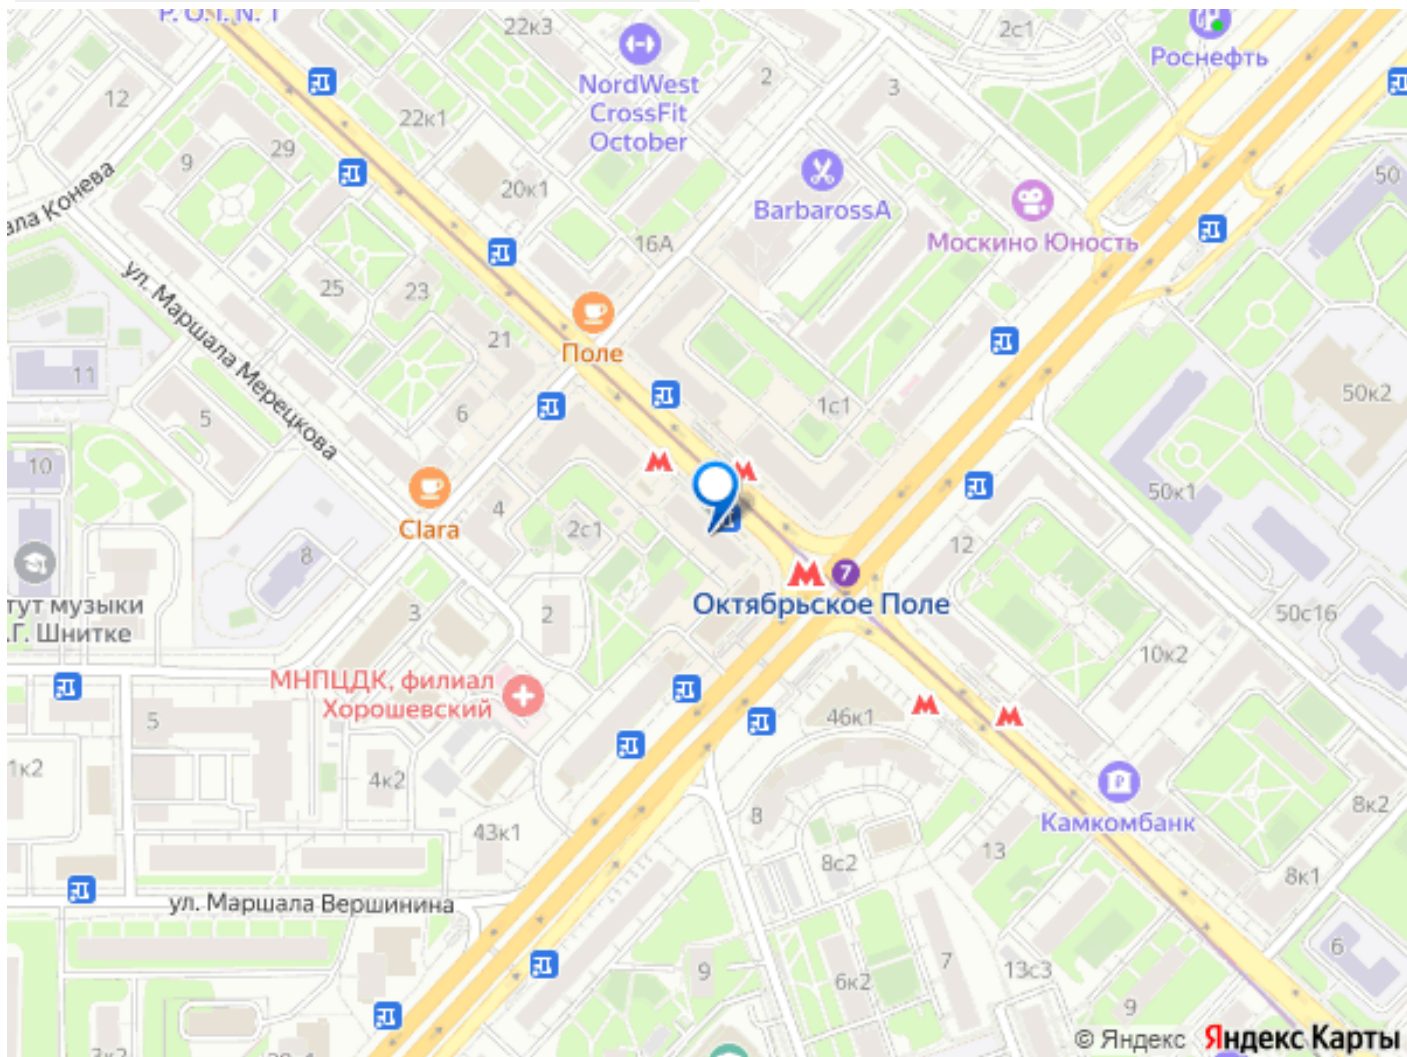 P. O. I. N. T
22к3
2с1
Роснефть
NordWest
CrossFit
October
2
3
12
22к1
29
9
20к1
BarbarossA
50
ала Конева
16А
Москино Юность
ул. Маршала Мерецкова
25
23
21
Поле
11
50к2
5
6
1с1
10
50к1
Clara
4
2с1
8
12
7
Октябрьское Поле
тут музыки
.Г. Шнитке
3
2
50с16
10к2
МНПЦДК, филиал
Хорошевский
5
46к1
1к2
4к2
Камкомбанк
8к2
43к1
8
8с2
13
8к1
ул. Маршала Вершинина
6
9
6к2
7
13с3
9
© Яндекс Яндекс Карты